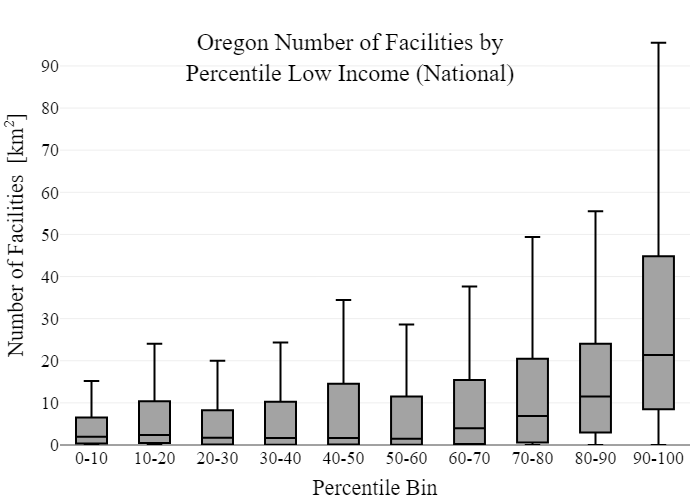 Oregon Number of Facilities by
Percentile Low Income (National)
Number of Facilities [km²]
90
80
70
60
50
40
30
20
10
0
0-10 10-20 20-30 30-40 40-50 50-60 60-70 70-80 80-90 90-100
Percentile Bin